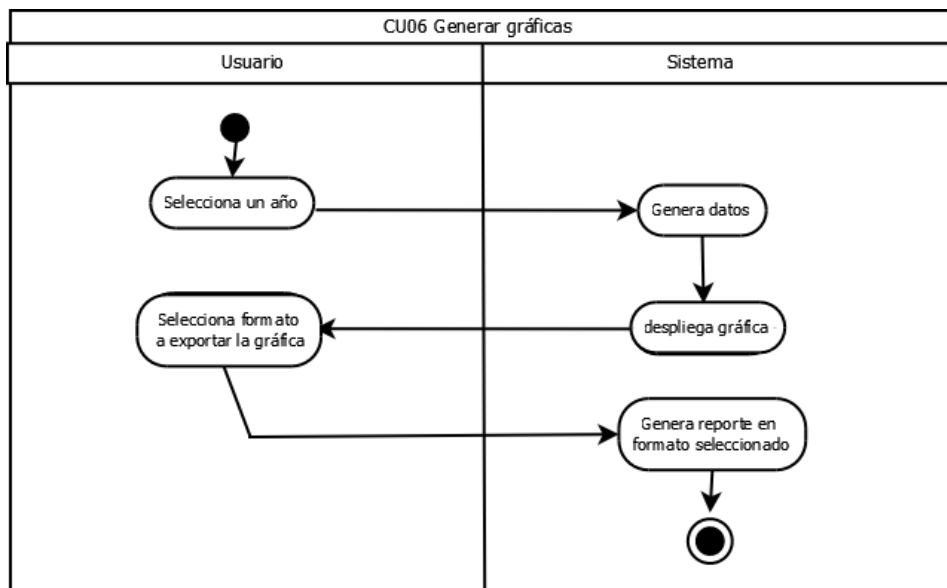 CU06 Generar gráficas
Usuario
Sistema
Selecciona un año
Genera datos
despliega gráfica
Selecciona formato
a exportar la gráfica
Genera reporte en
formato seleccionado